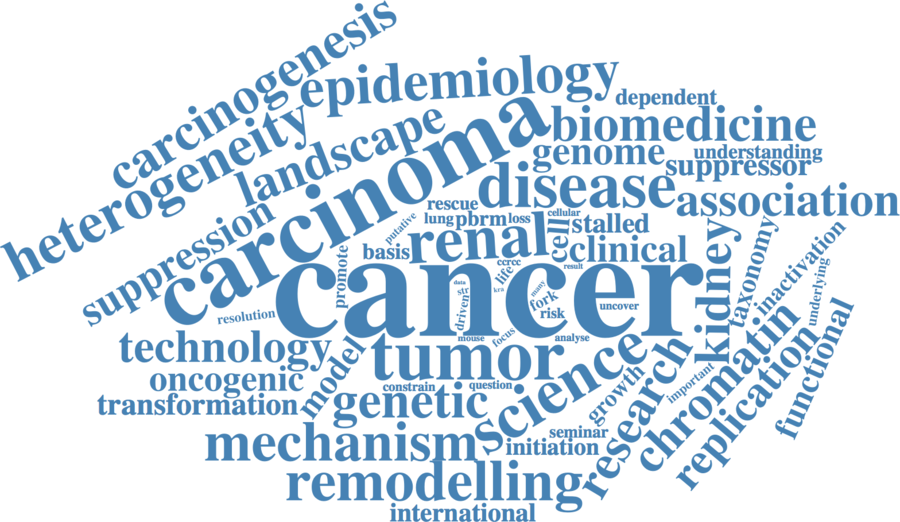 carcinogenesis
epidemiology
heterogeneity
landscape
dependent
carcinoma
biomedicine
genome
understanding
suppressor
disease
association
suppression
rescue
lung
pbrm
loss
cellular
stalled
putative
basis
renal
cell
clinical
kidney
taxonomy
inactivation
underlying
promote
ccrcc
life
result
cancer
data
str
driven
kra
many
fork
risk
uncover
resolution
technology
mouse
focus
analyse
tumor
science
model
oncogenic
transformation
constrain
question
genetic
growth
research
important
chromatin
replication
functional
mechanism
seminar
initiation
remodelling
international